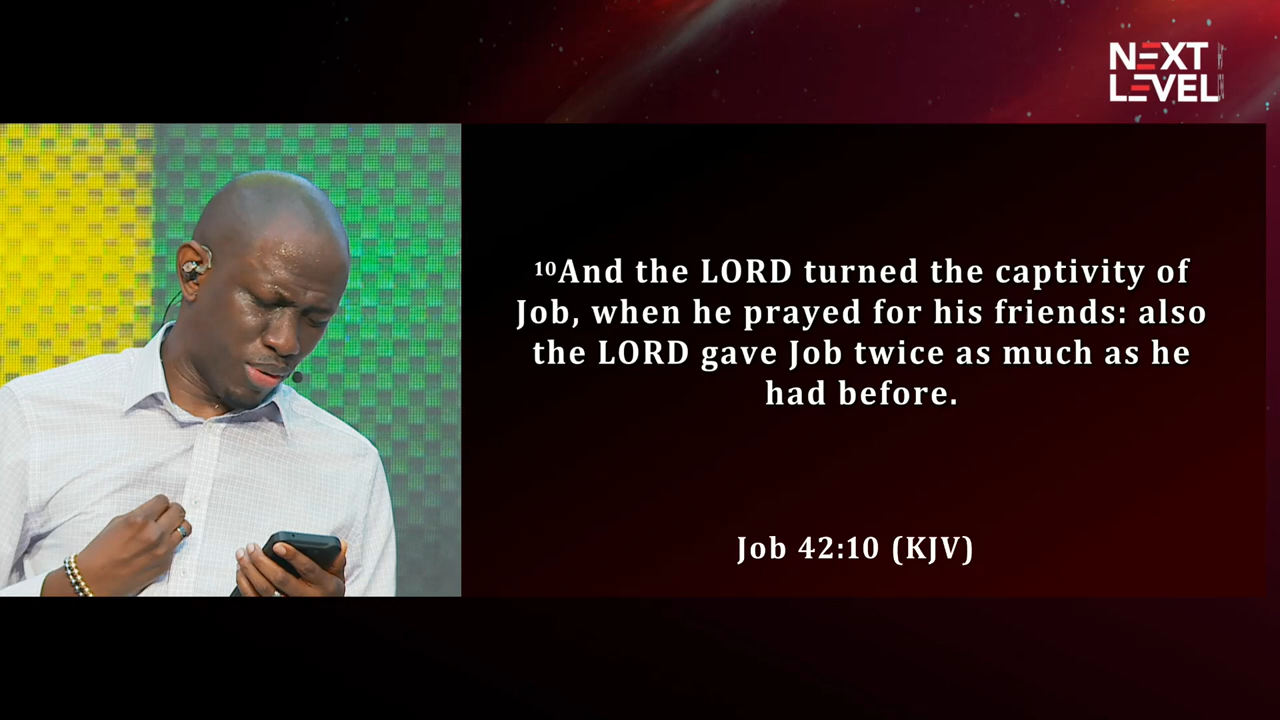 NEXT
LEVEL
¹⁰And the LORD turned the captivity of
Job, when he prayed for his friends: also
the LORD gave Job twice as much as he
had before.
Job 42:10 (KJV)